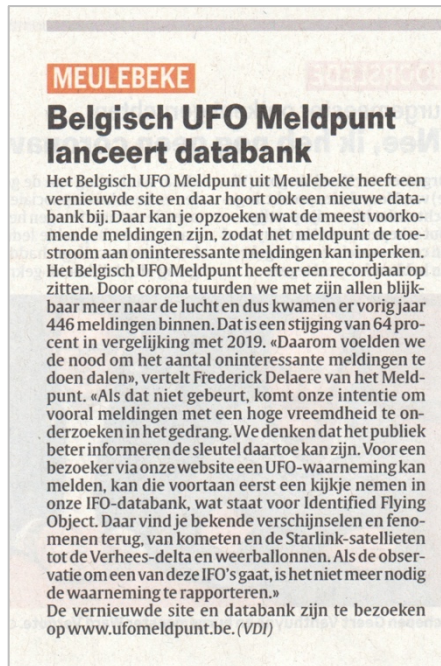 MEULEBEKE
Belgisch UFO Meldpunt
lanceert databank
Het Belgisch UFO Meldpunt uit Meulebeke heeft een
vernieuwde site en daar hoort ook een nieuwe data-
bank bij. Daar kan je opzoeken wat de meest voorko-
mende meldingen zijn, zodat het meldpunt de toe-
stroom aan oninteressante meldingen kan inperken.
Het Belgisch UFO Meldpunt heeft er een recordjaar op
zitten. Door corona tuurden we met zijn allen blijk-
baar meer naar de lucht en dus kwamen er vorig jaar
446 meldingen binnen. Dat is een stijging van 64 pro-
cent in vergelijking met 2019. «Daarom voelden we
de nood om het aantal oninteressante meldingen te
doen dalen», vertelt Frederick Delaere van het Meld-
punt. «Als dat niet gebeurt, komt onze intentie om
vooral meldingen met een hoge vreemdheid te on-
derzoeken in het gedrang. We denken dat het publiek
beter informeren de sleutel daartoe kan zijn. Voor een
bezoeker via onze website een UFO-waarneming kan
melden, kan die voortaan eerst een kijkje nemen in
onze IFO-databank, wat staat voor Identified Flying
Object. Daar vind je bekende verschijnselen en feno-
menen terug, van kometen en de Starlink-satellieten
tot de Verhees-delta en weerballonnen. Als de obser-
vatie om een van deze IFO's gaat, is het niet meer nodig
de waarneming te rapporteren.»
De vernieuwde site en databank zijn te bezoeken
op www.ufomeldpunt.be. (VDI)